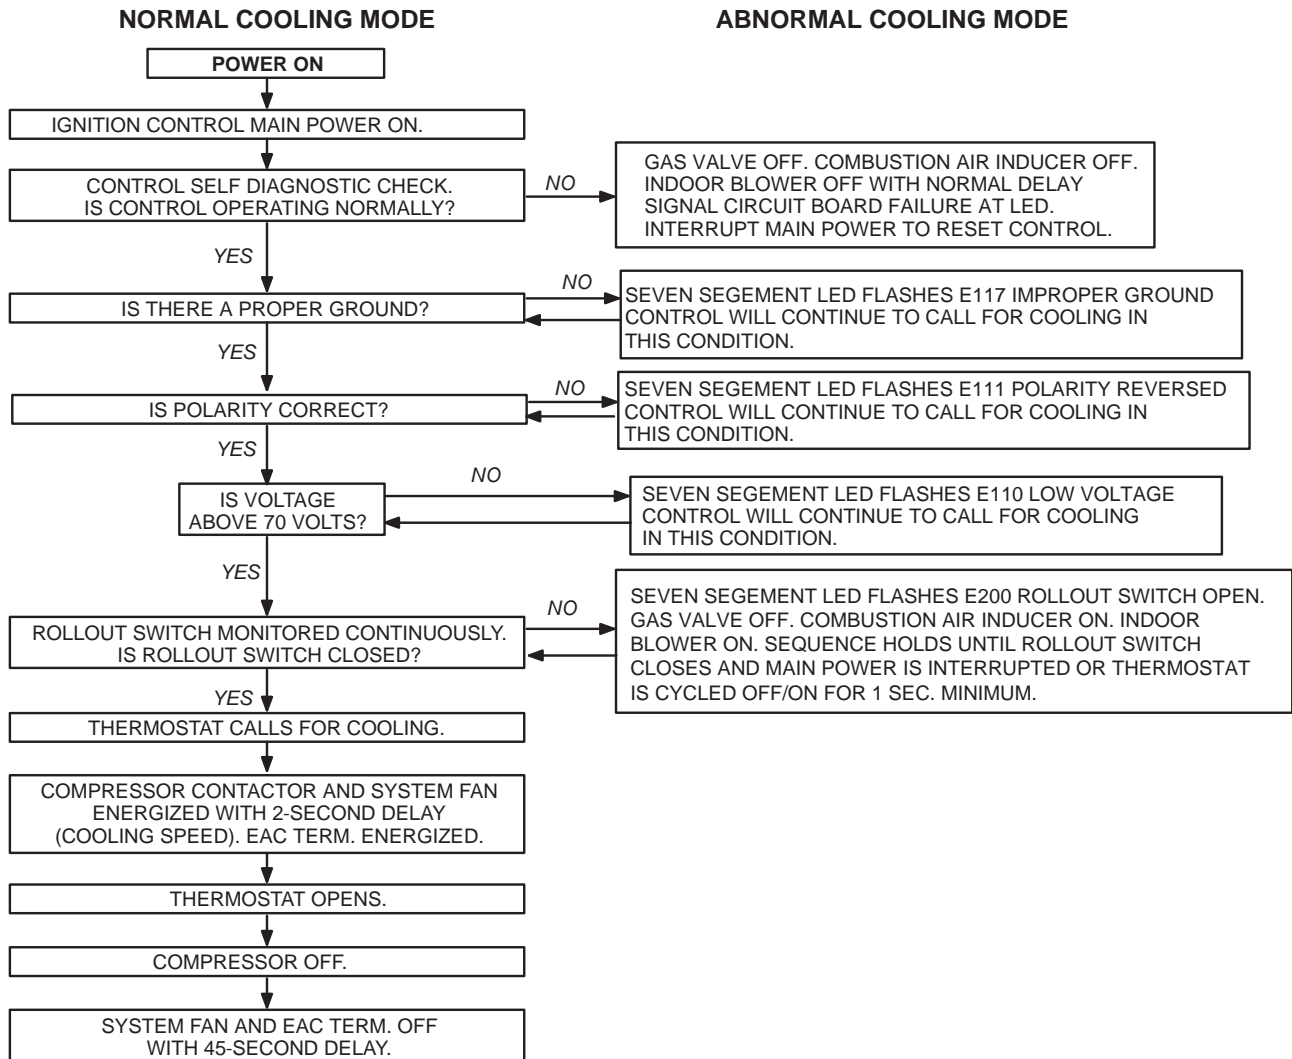 NORMAL COOLING MODE
ABNORMAL COOLING MODE
POWER ON
IGNITION CONTROL MAIN POWER ON.
CONTROL SELF DIAGNOSTIC CHECK.
IS CONTROL OPERATING NORMALLY?
NO
GAS VALVE OFF. COMBUSTION AIR INDUCER OFF.
INDOOR BLOWER OFF WITH NORMAL DELAY
SIGNAL CIRCUIT BOARD FAILURE AT LED.
INTERRUPT MAIN POWER TO RESET CONTROL.
YES
IS THERE A PROPER GROUND?
NO
SEVEN SEGEMENT LED FLASHES E117 IMPROPER GROUND
CONTROL WILL CONTINUE TO CALL FOR COOLING IN
THIS CONDITION.
YES
IS POLARITY CORRECT?
NO
SEVEN SEGEMENT LED FLASHES E111 POLARITY REVERSED
CONTROL WILL CONTINUE TO CALL FOR COOLING IN
THIS CONDITION.
YES
IS VOLTAGE
ABOVE 70 VOLTS?
NO
SEVEN SEGEMENT LED FLASHES E110 LOW VOLTAGE
CONTROL WILL CONTINUE TO CALL FOR COOLING
IN THIS CONDITION.
YES
ROLLOUT SWITCH MONITORED CONTINUOUSLY.
IS ROLLOUT SWITCH CLOSED?
NO
SEVEN SEGEMENT LED FLASHES E200 ROLLOUT SWITCH OPEN.
GAS VALVE OFF. COMBUSTION AIR INDUCER ON. INDOOR
BLOWER ON. SEQUENCE HOLDS UNTIL ROLLOUT SWITCH
CLOSES AND MAIN POWER IS INTERRUPTED OR THERMOSTAT
IS CYCLED OFF/ON FOR 1 SEC. MINIMUM.
YES
THERMOSTAT CALLS FOR COOLING.
COMPRESSOR CONTACTOR AND SYSTEM FAN
ENERGIZED WITH 2-SECOND DELAY
(COOLING SPEED). EAC TERM. ENERGIZED.
THERMOSTAT OPENS.
COMPRESSOR OFF.
SYSTEM FAN AND EAC TERM. OFF
WITH 45-SECOND DELAY.